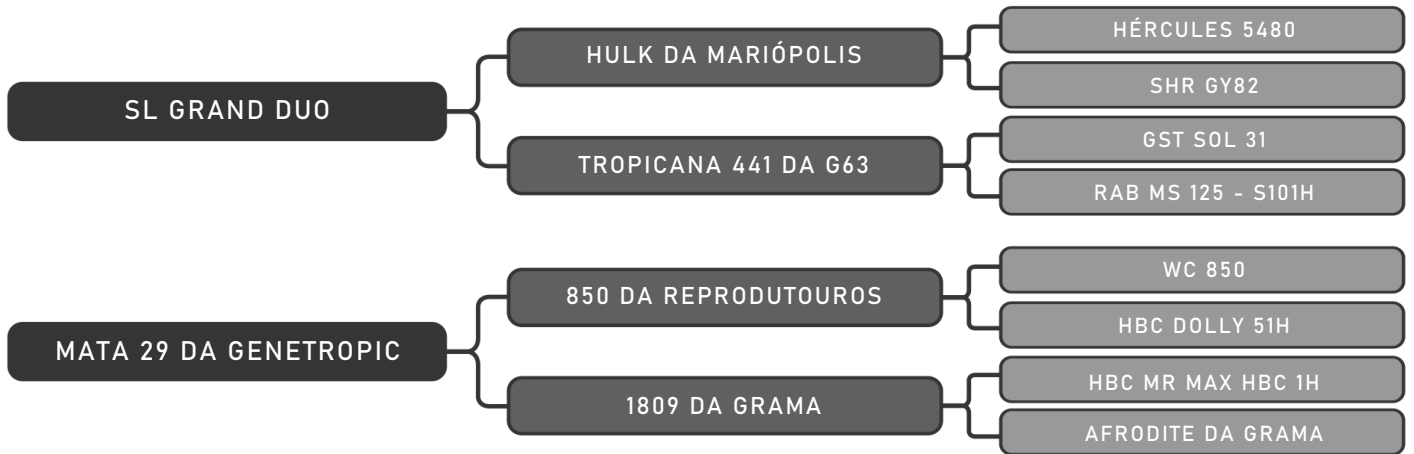 HÉRCULES 5480
HULK DA MARIÓPOLIS
SHR GY82
SL GRAND DUO
GST SOL 31
TROPICANA 441 DA G63
RAB MS 125 - S101H
WC 850
850 DA REPRODUTOUROS
HBC DOLLY 51H
MATA 29 DA GENETROPIC
HBC MR MAX HBC 1H
1809 DA GRAMA
AFRODITE DA GRAMA